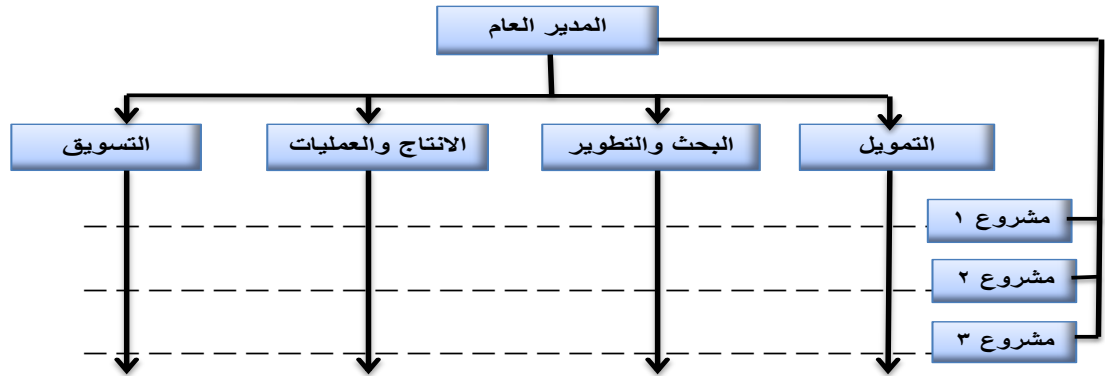 المدير العام
التمويل
البحث والتطوير
الانتاج والعمليات
التسويق
مشروع ١
مشروع ٢
مشروع ٣